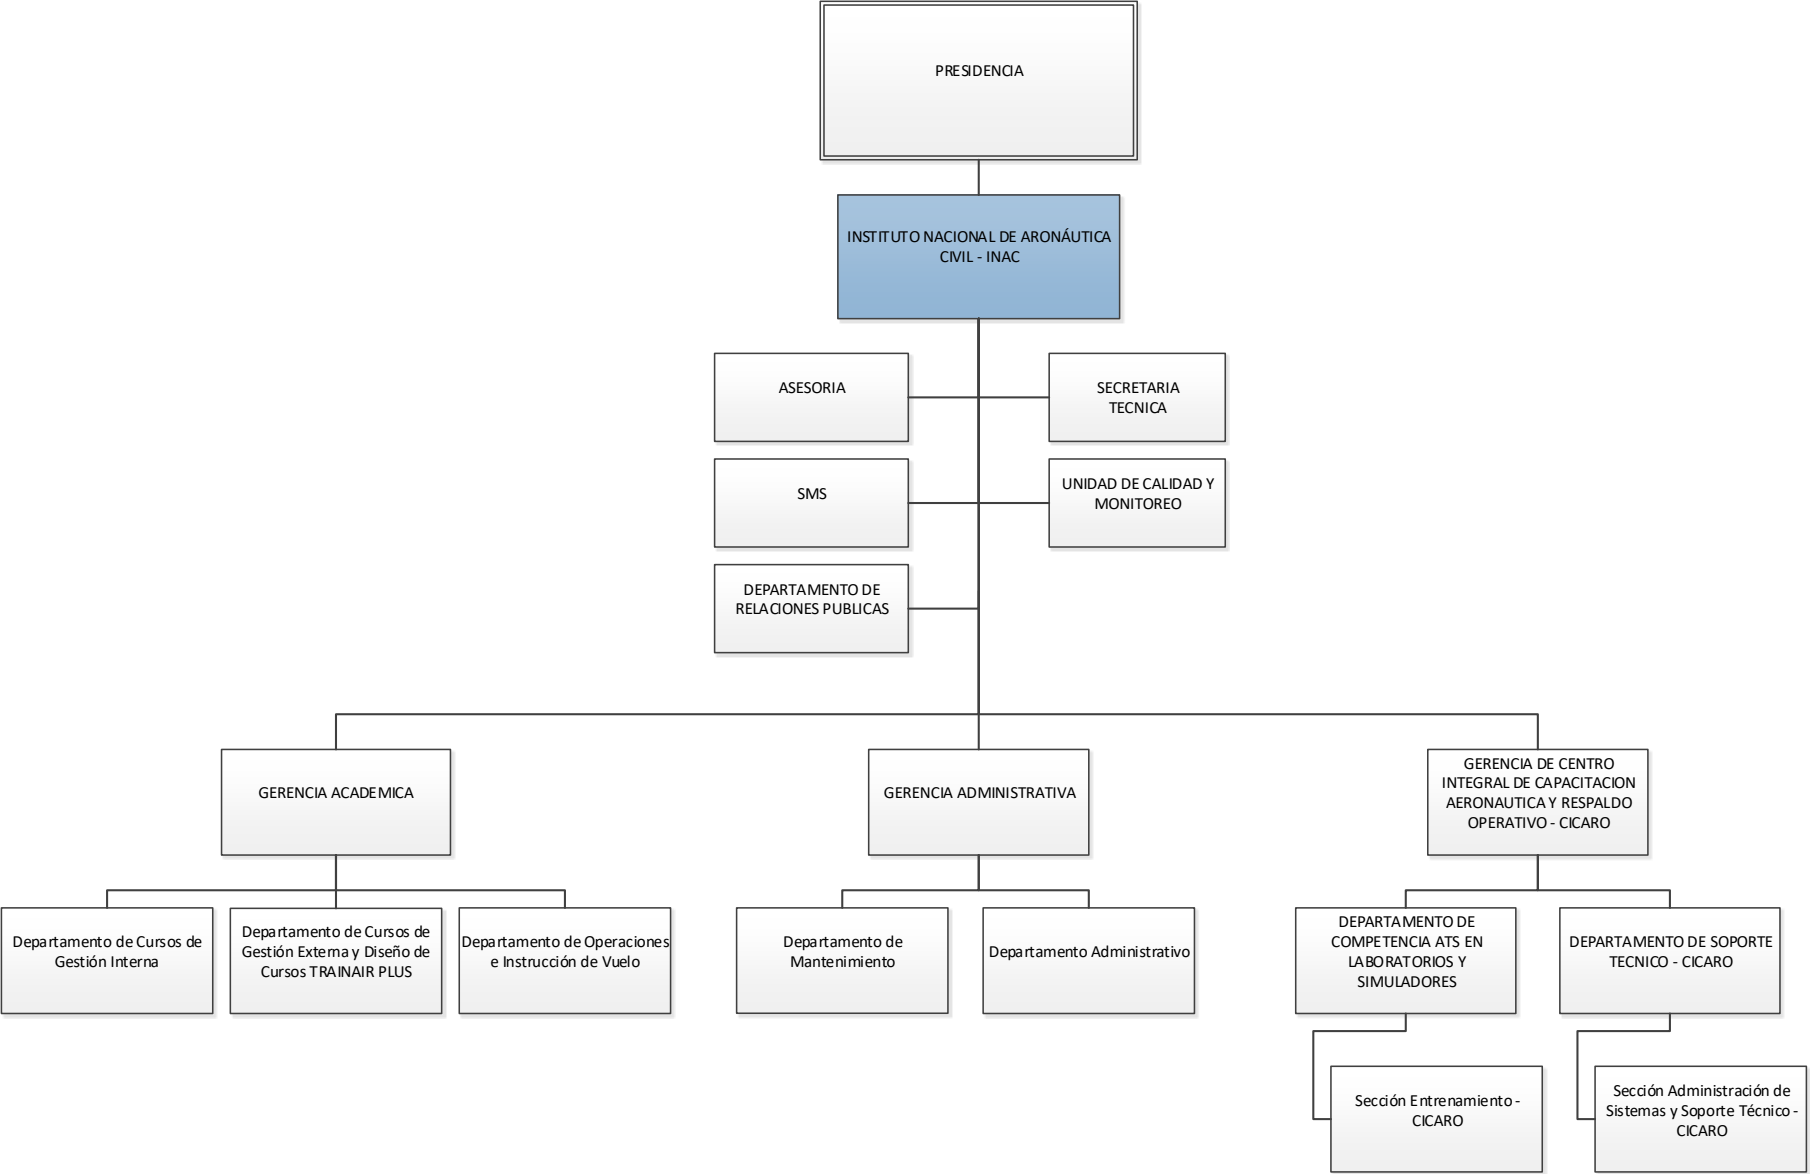 PRESIDENCIA
INSTITUTO NACIONAL DE ARONÁUTICA
CIVIL - INAC
ASESORIA
SECRETARIA
TECNICA
SMS
UNIDAD DE CALIDAD Y
MONITOREO
DEPARTAMENTO DE
RELACIONES PUBLICAS
GERENCIA ACADEMICA
GERENCIA ADMINISTRATIVA
GERENCIA DE CENTRO
INTEGRAL DE CAPACITACION
AERONAUTICA Y RESPALDO
OPERATIVO - CICARO
Departamento de Cursos de
Gestión Interna
Departamento de Cursos de
Gestión Externa y Diseño de
Cursos TRAINAIR PLUS
Departamento de Operaciones
e Instrucción de Vuelo
Departamento de
Mantenimiento
Departamento Administrativo
DEPARTAMENTO DE
COMPETENCIA ATS EN
LABORATORIOS Y
SIMULADORES
DEPARTAMENTO DE SOPORTE
TECNICO - CICARO
Sección Entrenamiento -
CICARO
Sección Administración de
Sistemas y Soporte Técnico -
CICARO